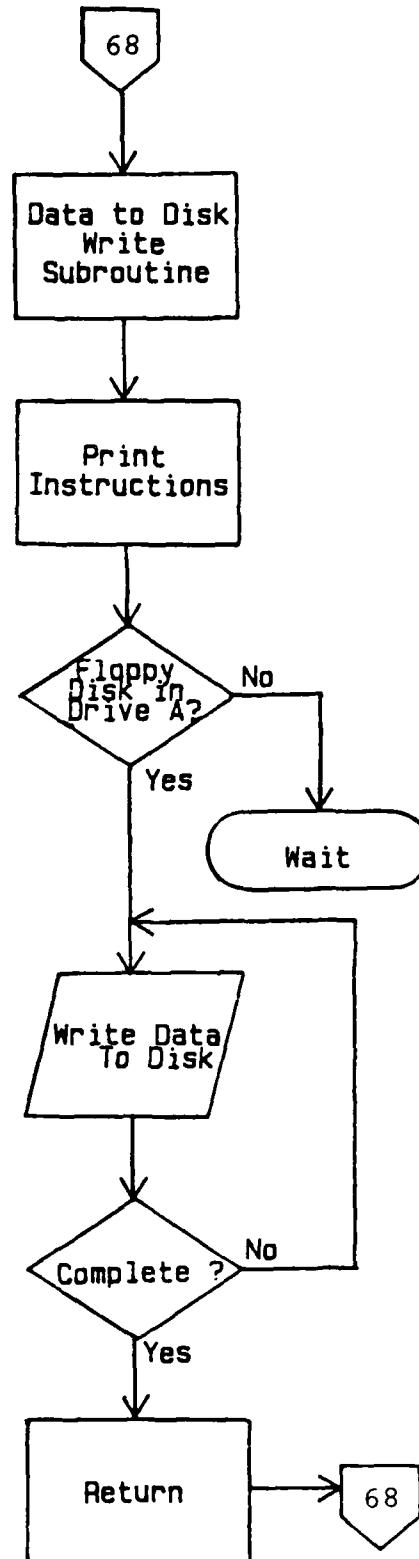 68
Data to Disk
Write
Subroutine
Print
Instructions
Floppy
Disk in
Drive A?
No
Yes
Wait
Write Data
To Disk
Complete ?
No
Yes
Return
68